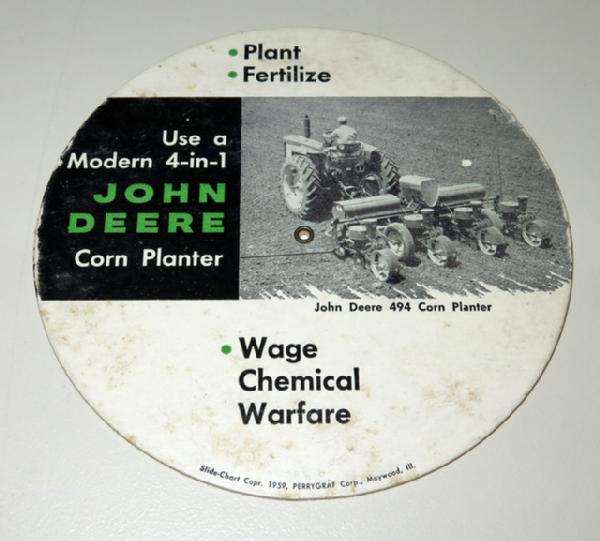 • Plant
• Fertilize
Use a
Modern 4-in-1
JOHN
DEERE
Corn Planter
John Deere 494 Corn Planter
• Wage
Chemical
Warfare
Slide-Chart Copr. 1959, PERRYGRAF Corp., Maywood, Ill.